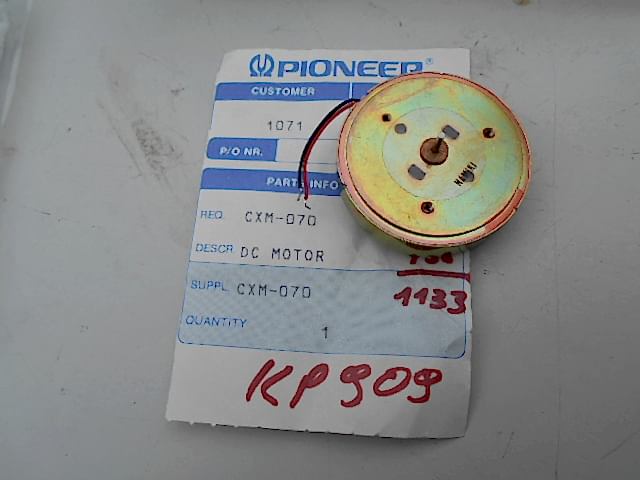 PIONEER®
CUSTOMER
1071
P/O NR.
PART INFO
REQ. CXM-070
DESCR. DC MOTOR
SUPPL. CXM-070
1133
QUANTITY 1
KP909